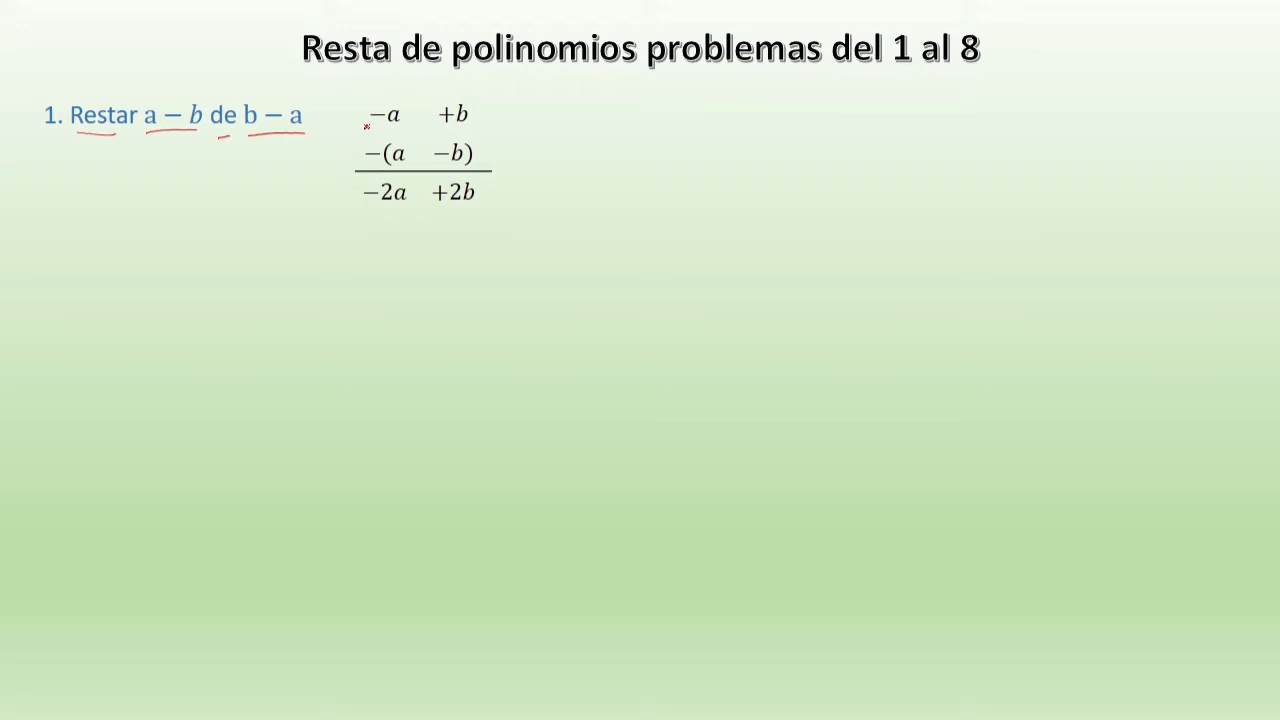 Resta de polinomios problemas del 1 al 8
1. Restar a − b de b − a
−a +b
−(a −b)
−2a +2b